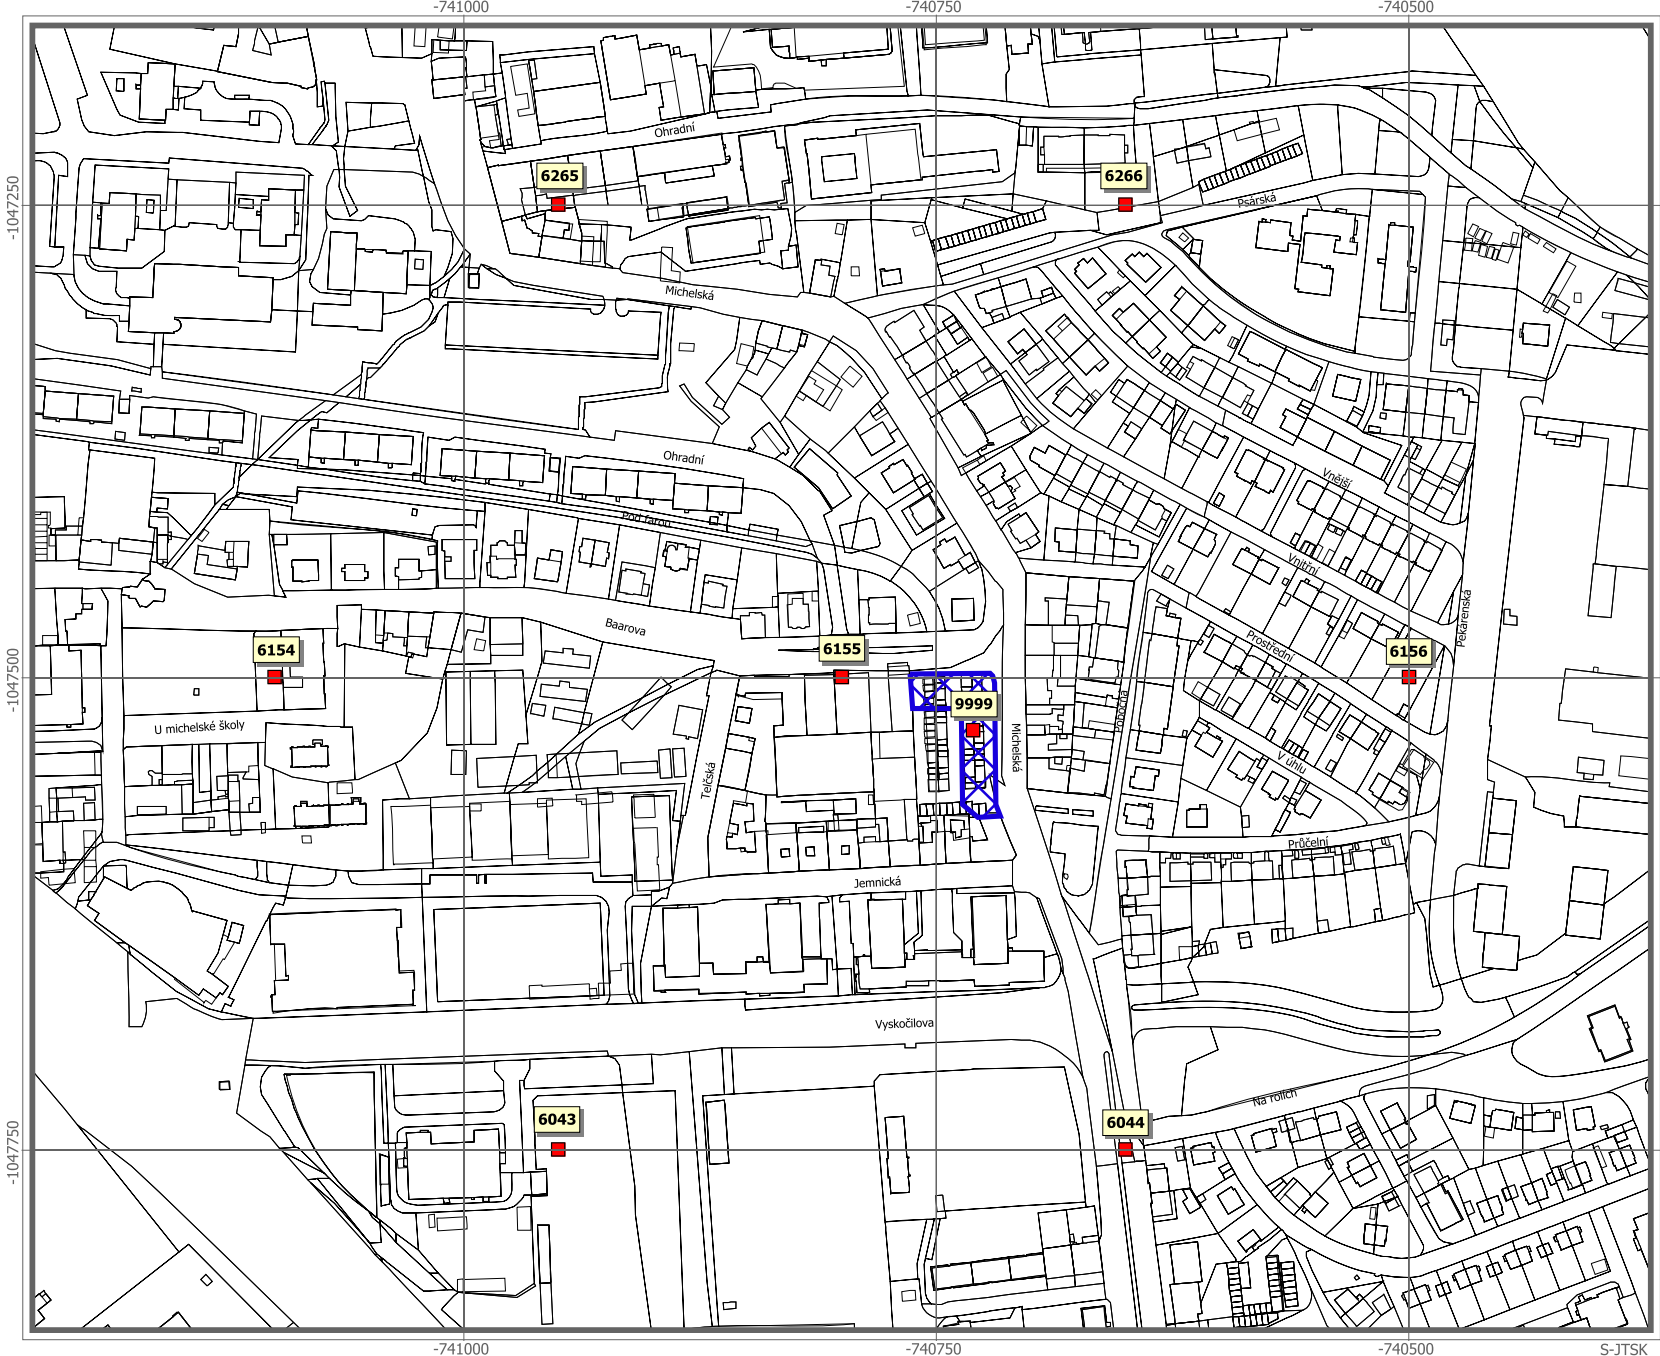 -741000 -740750 -740500
Ohradní
6265 6266
-1047250
Psárská
Michelská
Ohradní
Vnější
Pod farou
Vnitřní
Baarova
Pekárenská
Prostřední
6154 6155 6156
-1047500
9999
Pobočná
U michelské školy
Michelská
V úhlu
Telčská
Průčelní
Jemnická
Vyskočilova
Na rolích
6043 6044
-1047750
-741000 -740750 -740500 S-JTSK